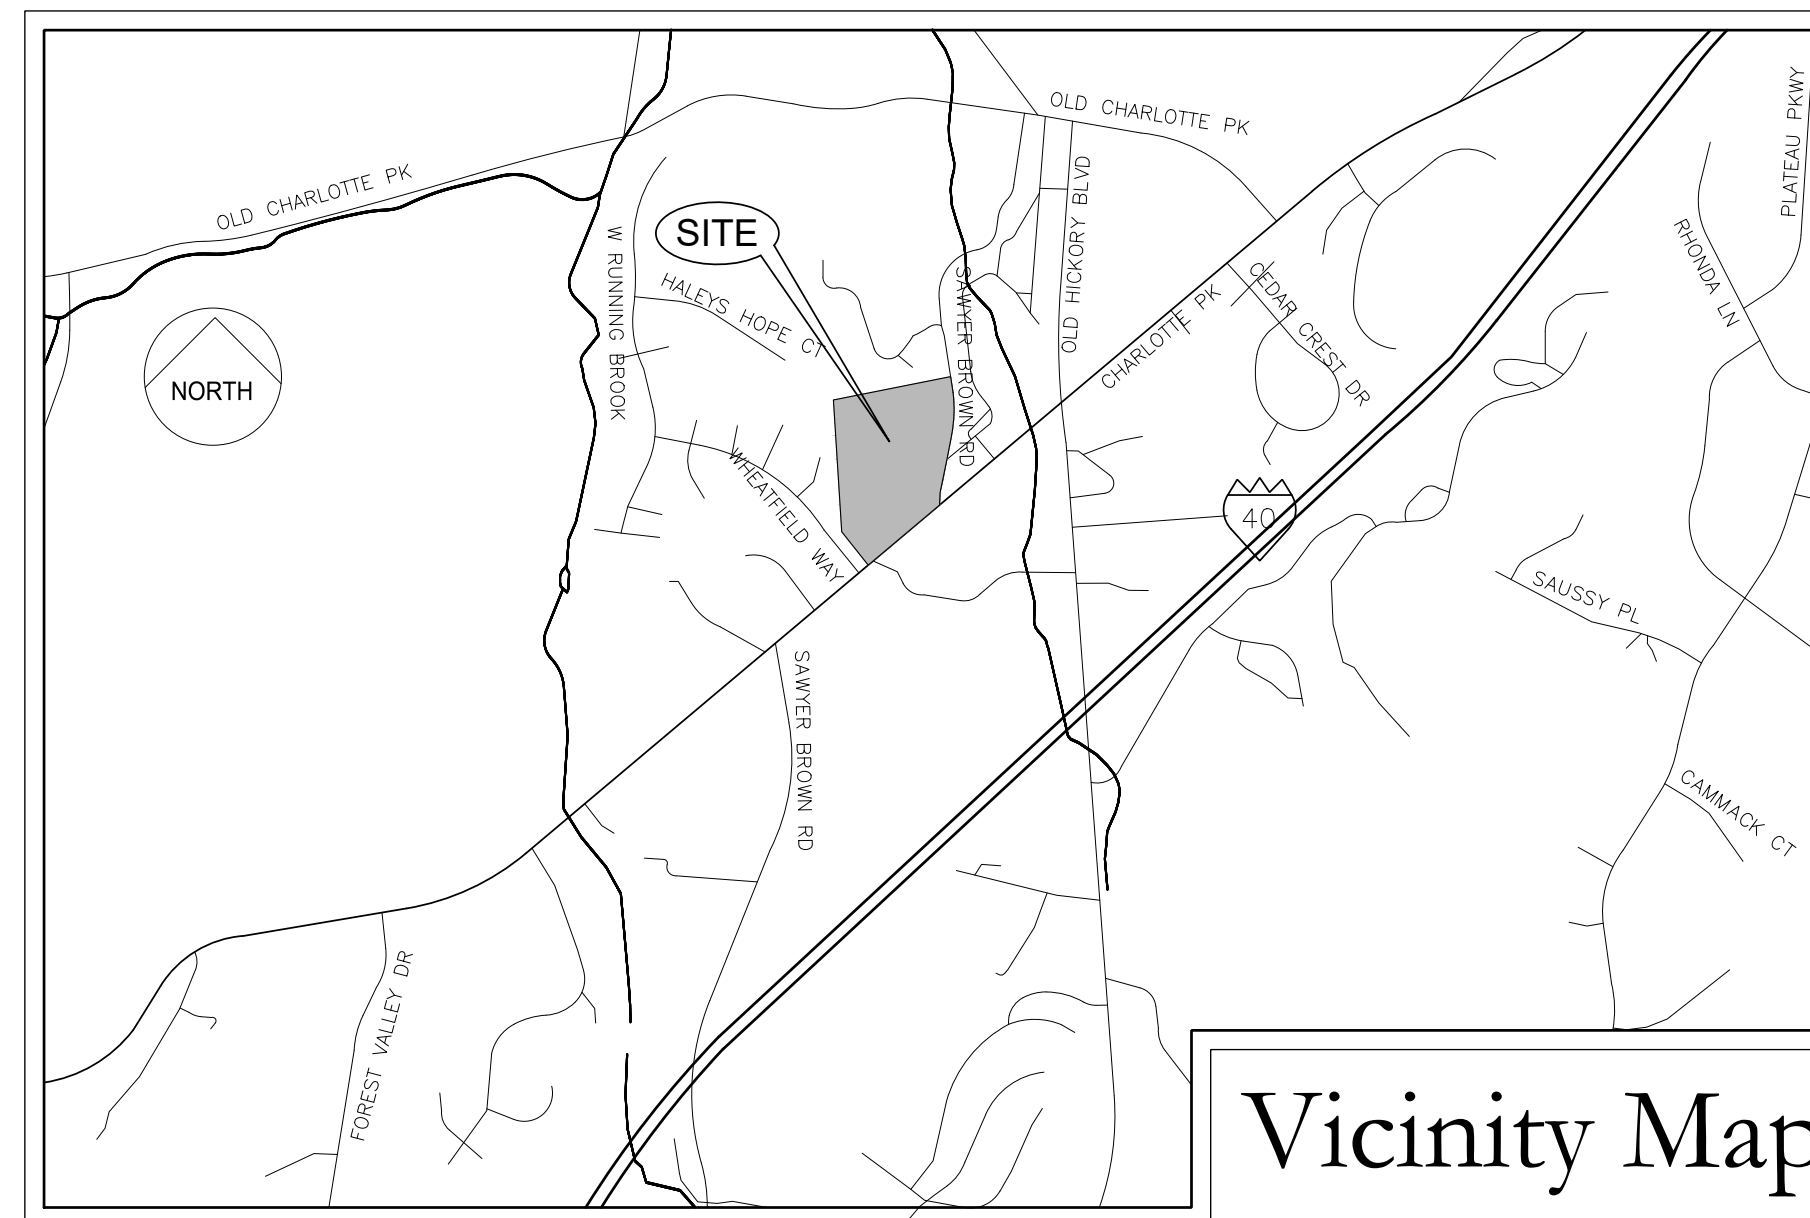 OLD CHARLOTTE PK
PLATEAU PKWY
OLD CHARLOTTE PK
SITE
W RUNNING BROOK
OLD HICKORY BLVD
RHONDA LN
HALEYS HOPE CT
SAWYER BROWN RD
CHARLOTTE PK
CEDAR CREST DR
NORTH
WHEATFIELD WAY
40
SAUSSY PL
SAWYER BROWN RD
CAMMACK CT
FOREST VALLEY DR
Vicinity Map